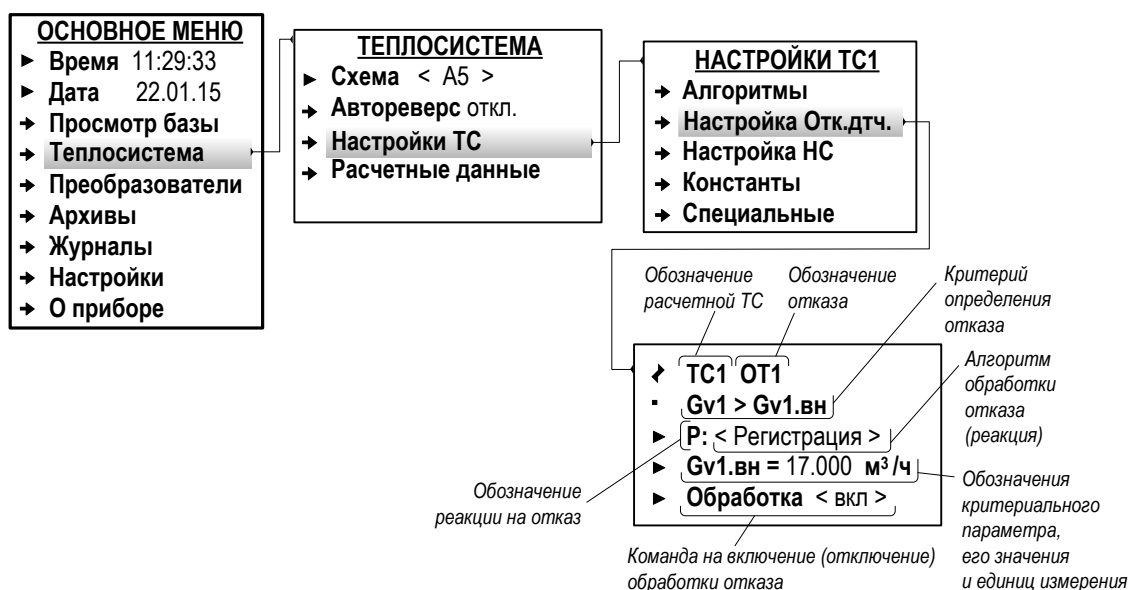 ОСНОВНОЕ МЕНЮ
Время 11:29:33
Дата 22.01.15
Просмотр базы
Теплосистема
Преобразователи
Архивы
Журналы
Настройки
О приборе
ТЕПЛОСИСТЕМА
Схема < А5 >
Автореверс откл.
Настройки ТС
Расчетные данные
НАСТРОЙКИ ТС1
Алгоритмы
Настройка Отк.дтч.
Настройка НС
Константы
Специальные
Обозначение
расчетной ТС
Обозначение
отказа
Критерий
определения
отказа
ТС1 ОТ1
Gv1 > Gv1.вн
Р: < Регистрация >
Gv1.вн = 17.000 м³/ч
Обработка < вкл >
Алгоритм
обработки
отказа
(реакция)
Обозначение
реакции на отказ
Обозначения
критериального
параметра,
его значения
и единиц измерения
Команда на включение (отключение)
обработки отказа